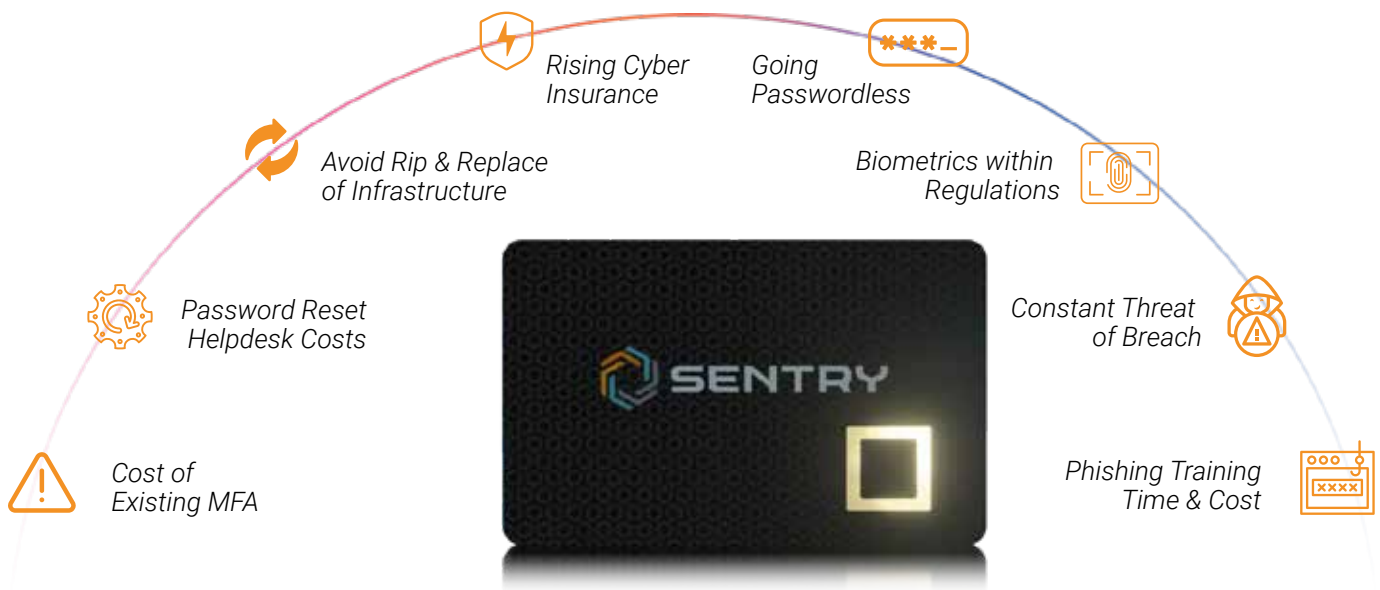 Rising Cyber
Insurance
Going
Passwordless
***_
Avoid Rip & Replace
of Infrastructure
Biometrics within
Regulations
Password Reset
Helpdesk Costs
Constant Threat
of Breach
SENTRY
Cost of
Existing MFA
Phishing Training
Time & Cost
xxxx